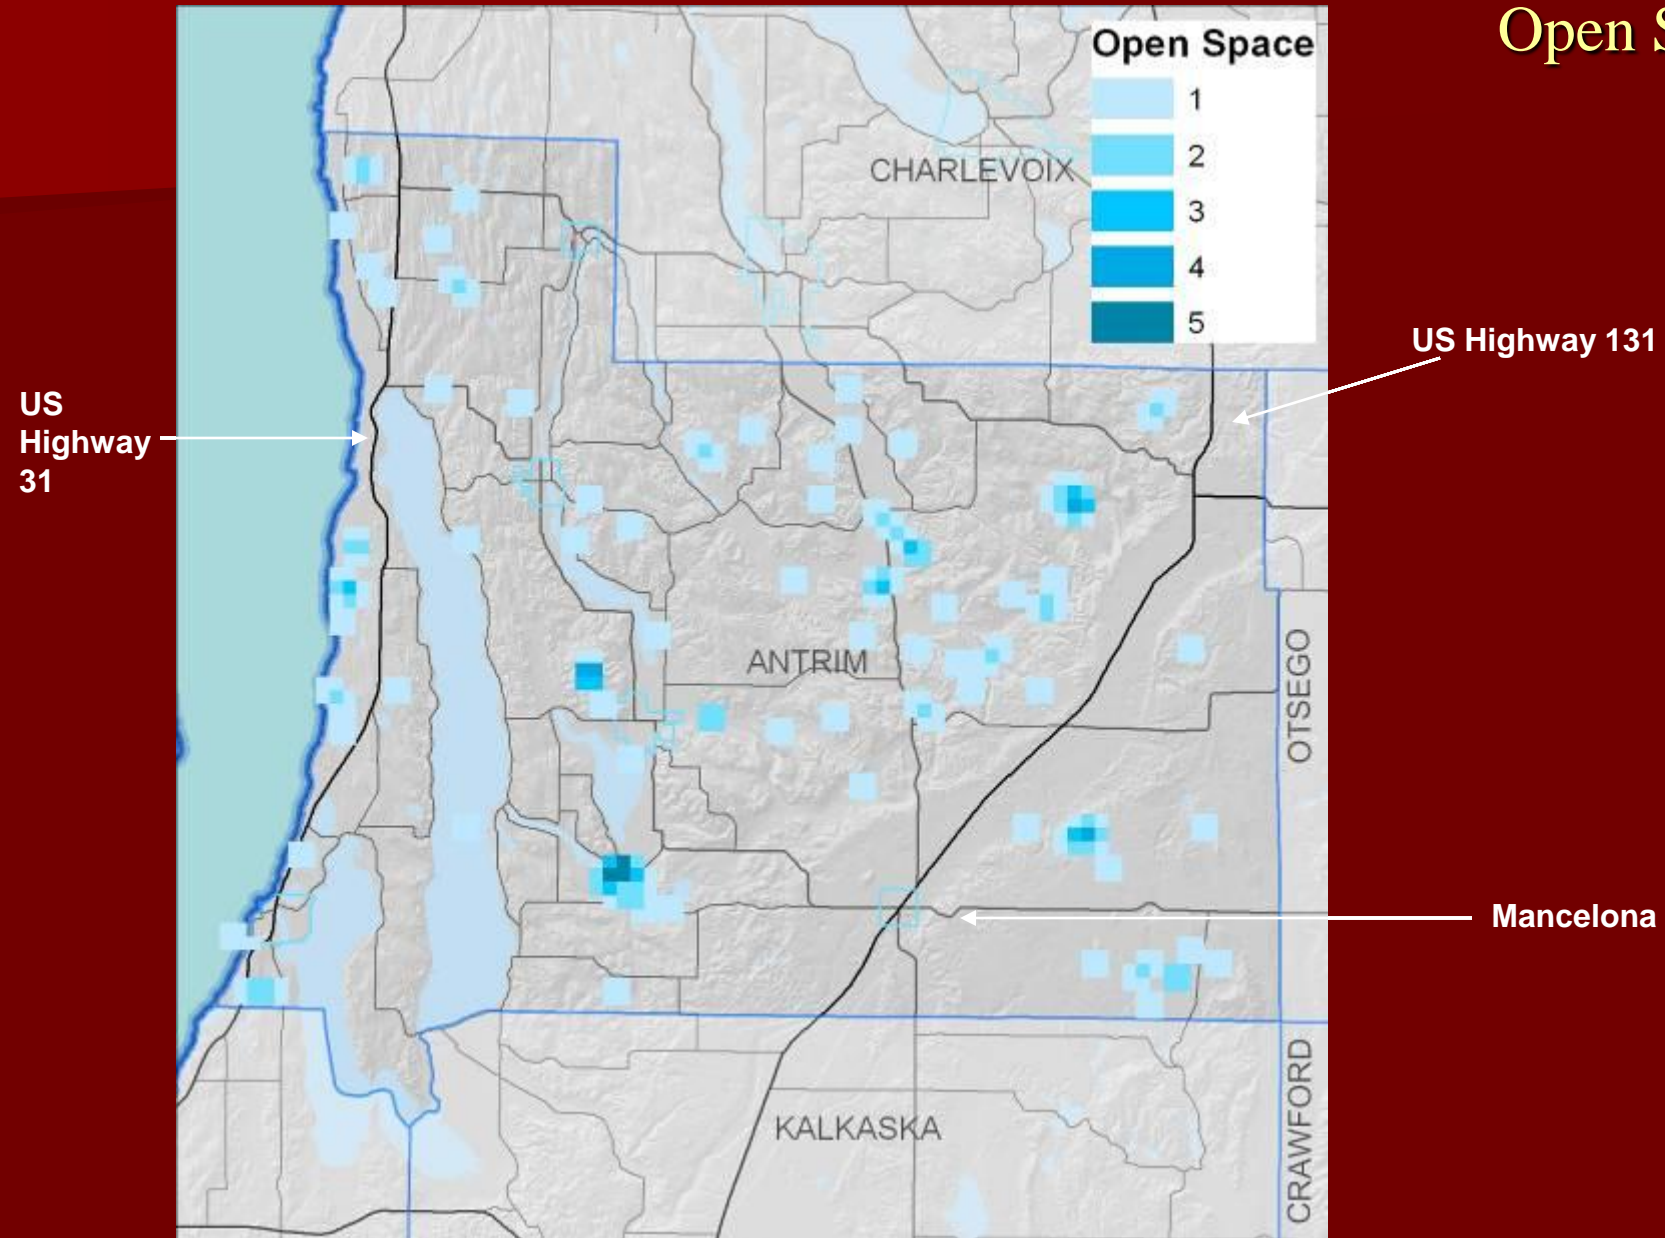 Open S
Open Space
1
2
3
4
5
CHARLEVOIX
US Highway 131
US
Highway
31
ANTRIM
OTSEGO
Mancelona
KALKASKA
CRAWFORD